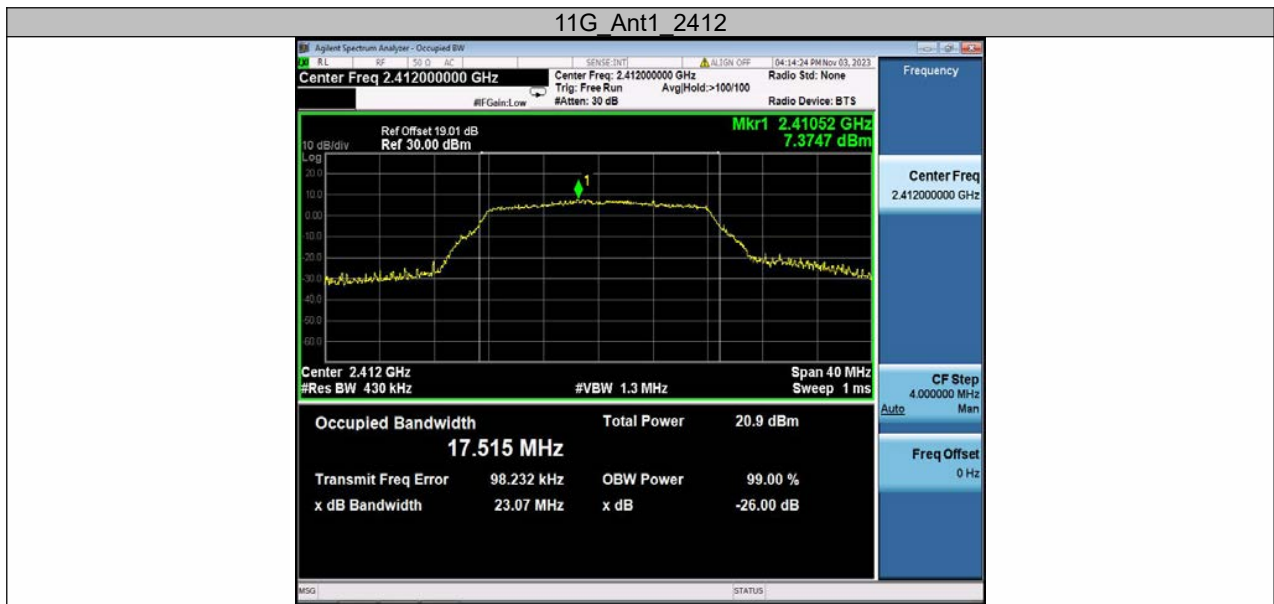 11G_Ant1_2412
Agilent Spectrum Analyzer - Occupied BW
RL RF 50 Ω AC SENSE:INT ALIGN OFF 04:14:24 PM Nov 03, 2023
Center Freq 2.412000000 GHz Center Freq: 2.412000000 GHz Radio Std: None
Trig: Free Run Avg|Hold:>100/100
#IFGain:Low #Atten: 30 dB Radio Device: BTS
Frequency
Ref Offset 19.01 dB Mkr1 2.41052 GHz
10 dB/div Ref 30.00 dBm 7.3747 dBm
Log
20.0
10.0
0.00
-10.0
-20.0
-30.0
-40.0
-50.0
-60.0
1
Center Freq
2.412000000 GHz
Center 2.412 GHz Span 40 MHz
#Res BW 430 kHz #VBW 1.3 MHz Sweep 1 ms
CF Step
4.000000 MHz
Auto Man
Occupied Bandwidth Total Power 20.9 dBm
17.515 MHz
Transmit Freq Error 98.232 kHz OBW Power 99.00 %
x dB Bandwidth 23.07 MHz x dB -26.00 dB
Freq Offset
0 Hz
MSG STATUS